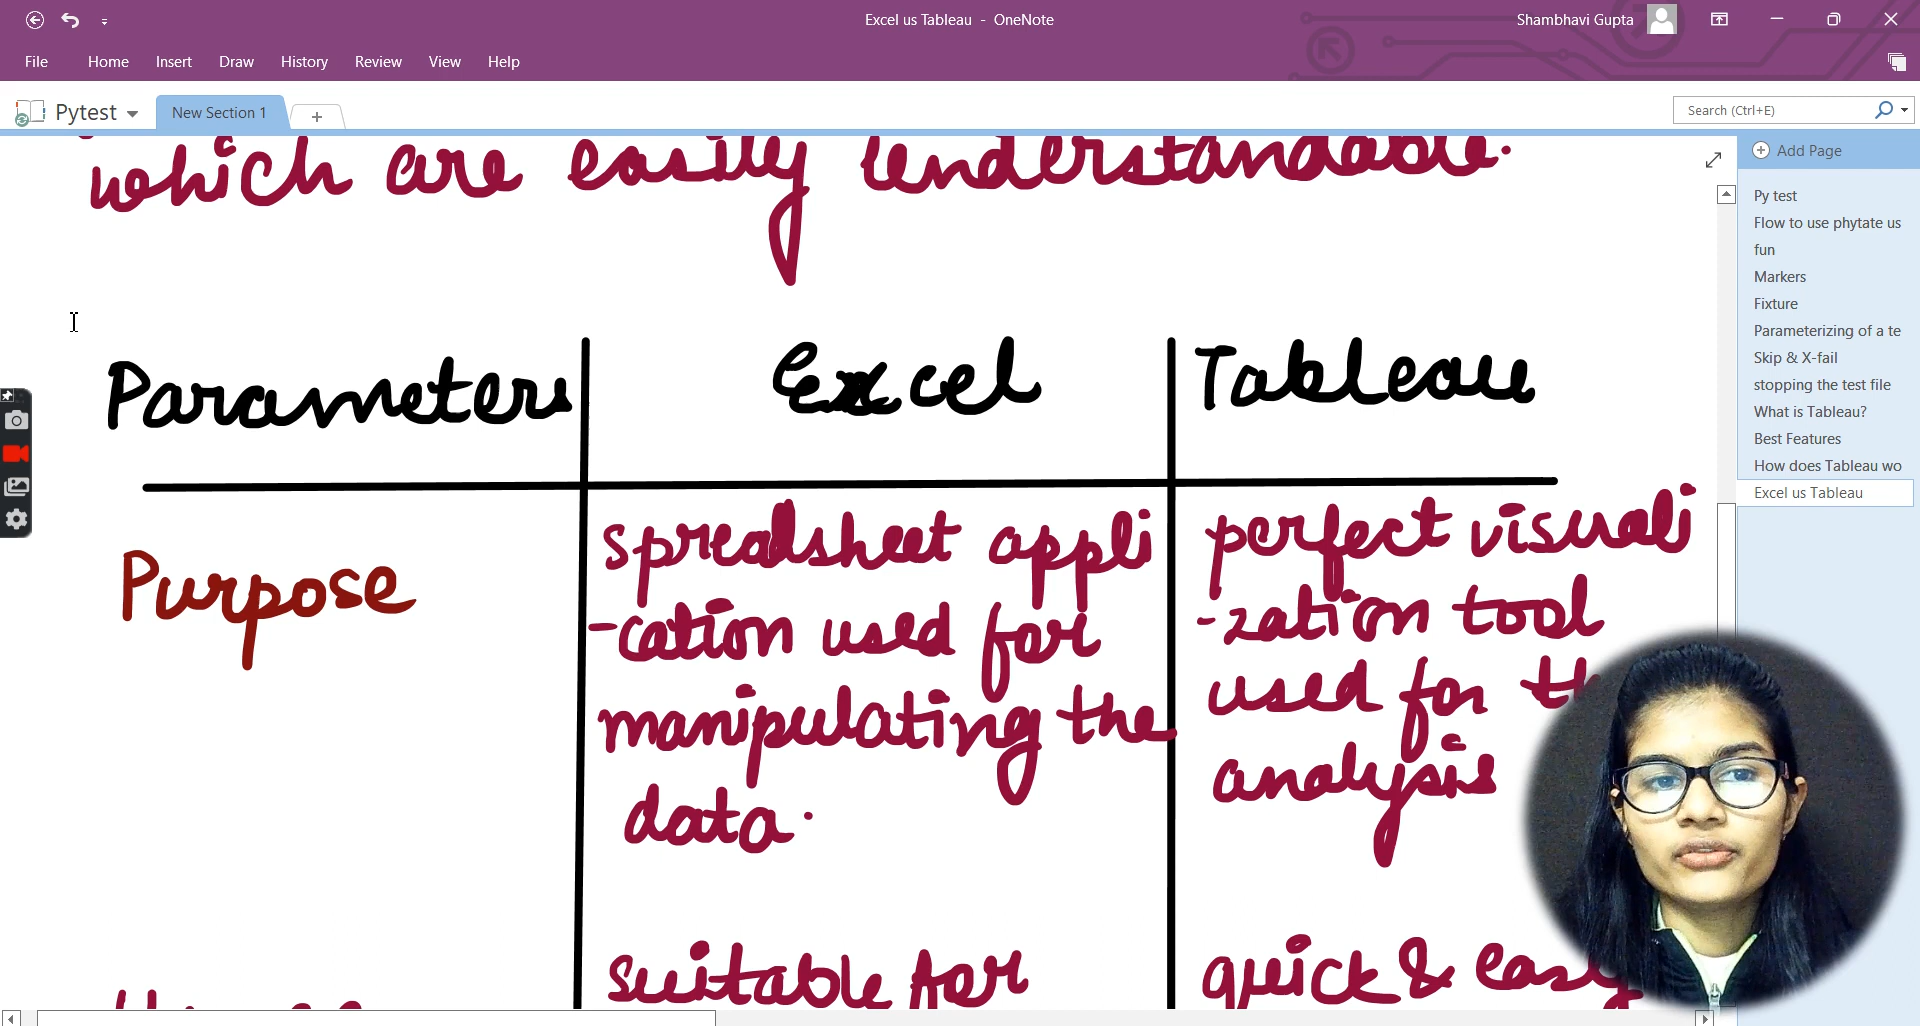 Excel us Tableau - OneNote
Shambhavi Gupta
File Home Insert Draw History Review View Help
Pytest
New Section 1
+
Search (Ctrl+E)
Add Page
Py test
Flow to use phytate us
fun
Markers
Fixture
Parameterizing of a te
Skip & X-fail
stopping the test file
What is Tableau?
Best Features
How does Tableau wo
Excel us Tableau
which are easily understandable.
Parameters Excel Tableau
Purpose
spreadsheet appli
-cation used for
manipulating the
data.
perfect visuali
-zation tool
used for
analysis
suitable for
quick & easy